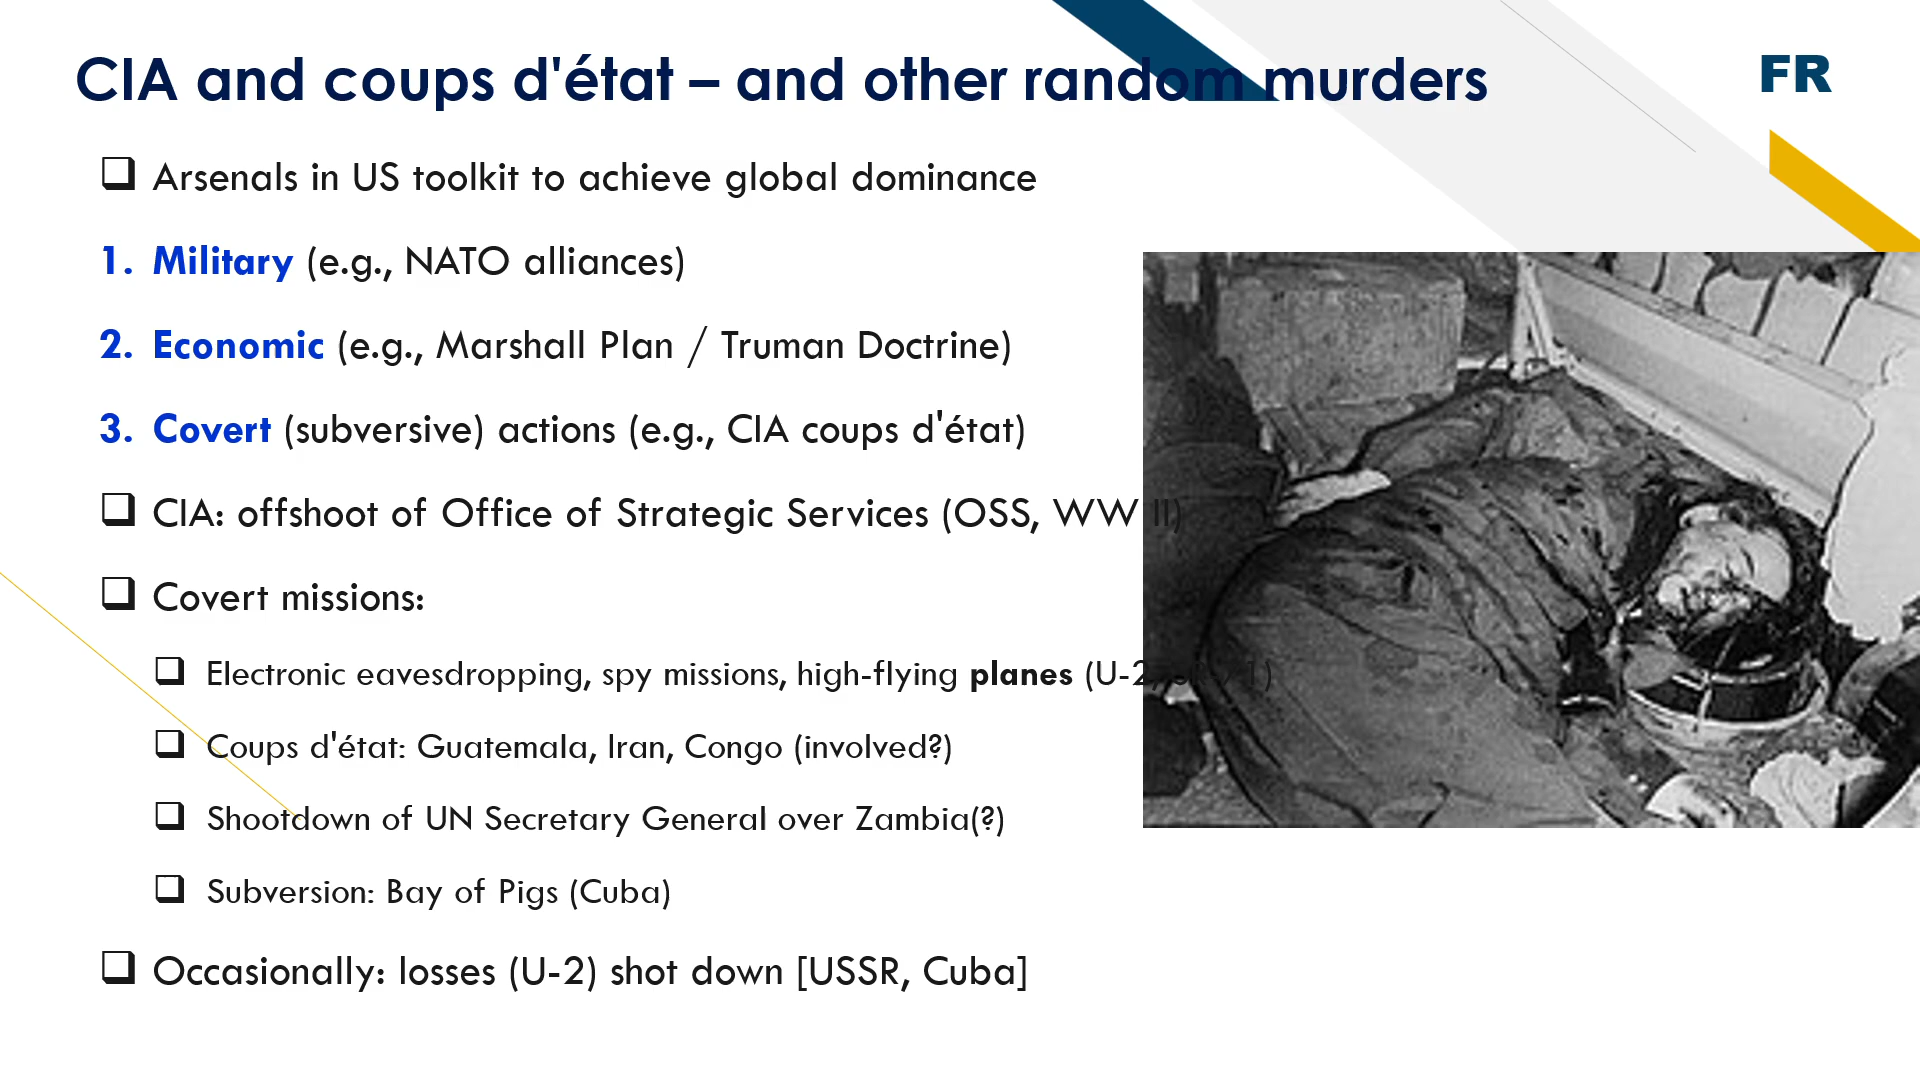 CIA and coups d'état – and other random murders
FR
Arsenals in US toolkit to achieve global dominance
1. Military (e.g., NATO alliances)
2. Economic (e.g., Marshall Plan / Truman Doctrine)
3. Covert (subversive) actions (e.g., CIA coups d'état)
CIA: offshoot of Office of Strategic Services (OSS, WW II)
Covert missions:
Electronic eavesdropping, spy missions, high-flying planes (U-2,
Coups d'état: Guatemala, Iran, Congo (involved?)
Shootdown of UN Secretary General over Zambia(?)
Subversion: Bay of Pigs (Cuba)
Occasionally: losses (U-2) shot down [USSR, Cuba]